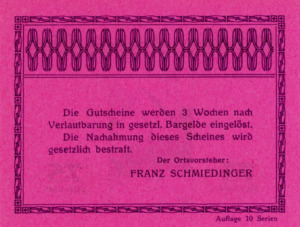 Die Gutscheine werden 3 Wochen nach
Verlautbarung in gesetzl. Bargelde eingelöst.
Die Nachahmung dieses Scheines wird
gesetzlich bestraft.
Der Ortsvorsteher:
FRANZ SCHMIEDINGER
Auflage 10 Serien